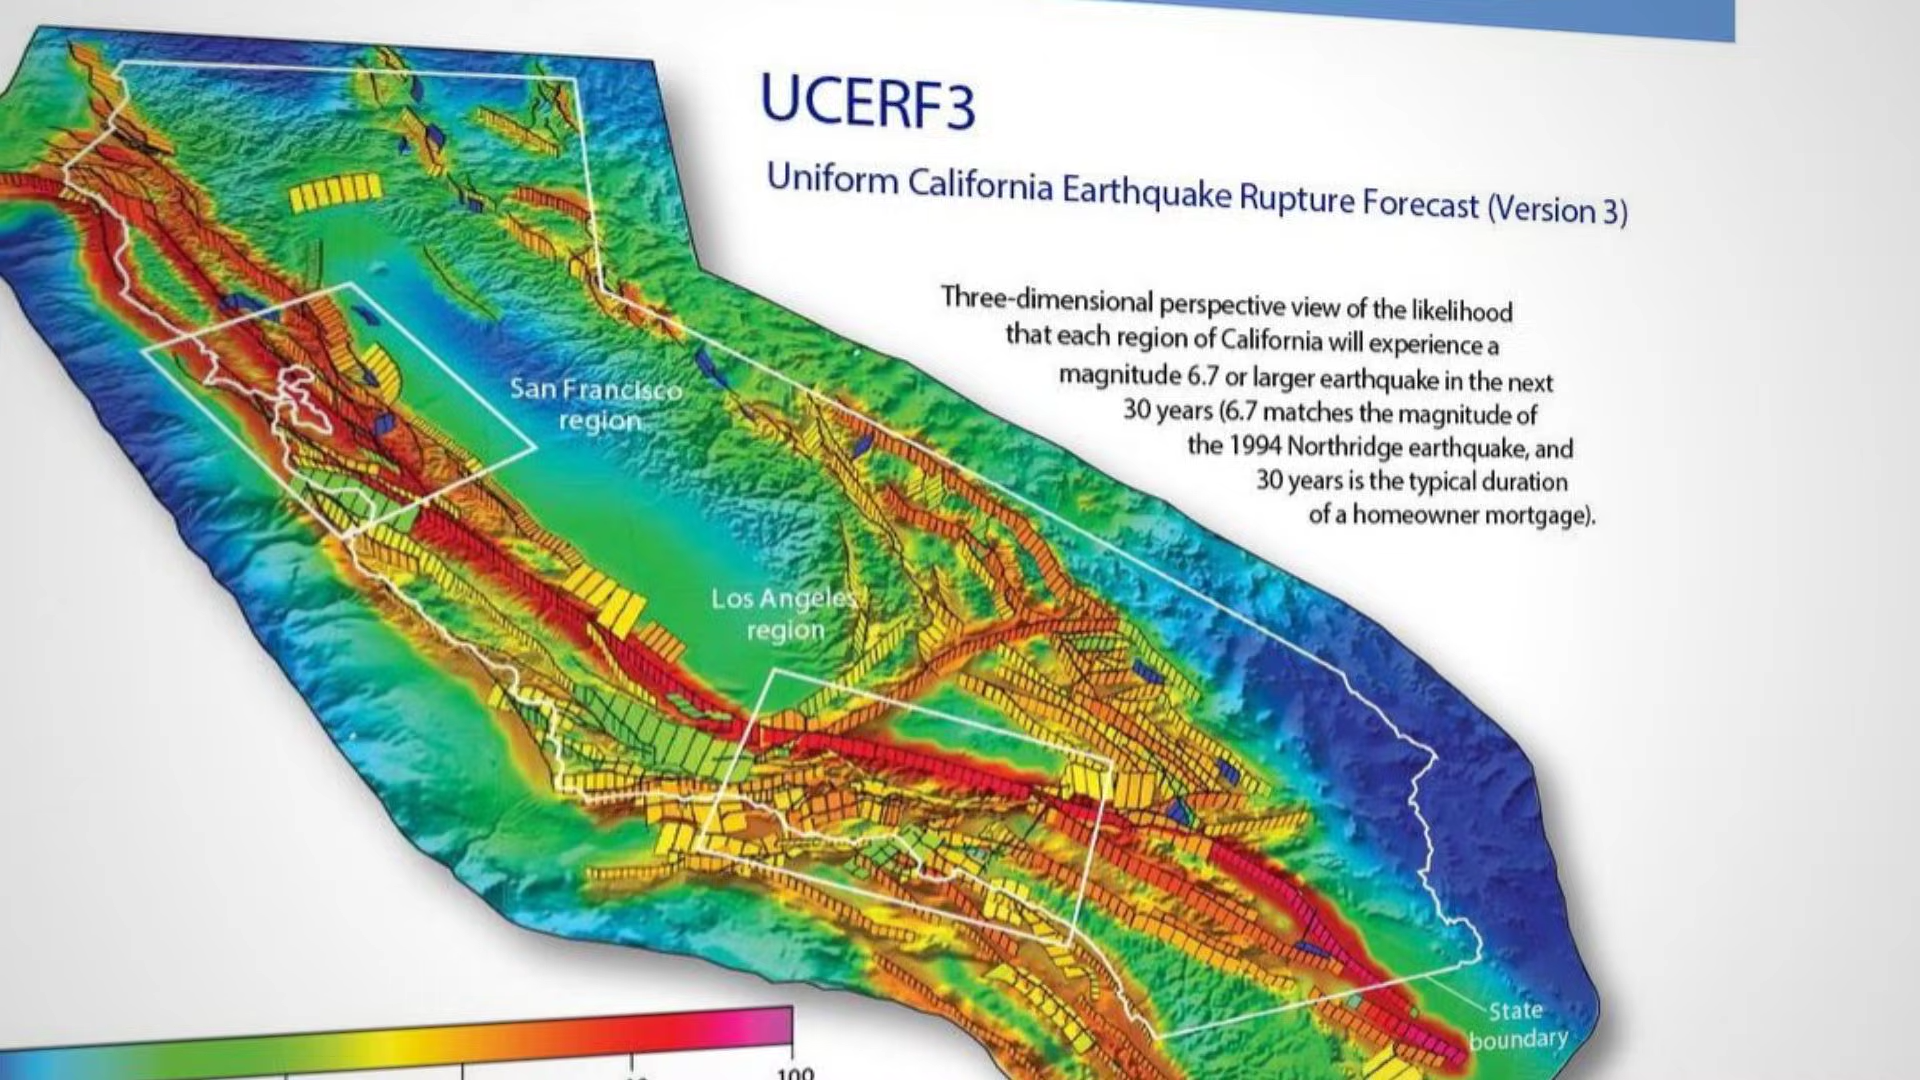 UCERF3
Uniform California Earthquake Rupture Forecast (Version 3)
Three-dimensional perspective view of the likelihood
that each region of California will experience a
magnitude 6.7 or larger earthquake in the next
30 years (6.7 matches the magnitude of
the 1994 Northridge earthquake, and
30 years is the typical duration
of a homeowner mortgage).
San Francisco
region
Los Angeles
region
State
boundary
100